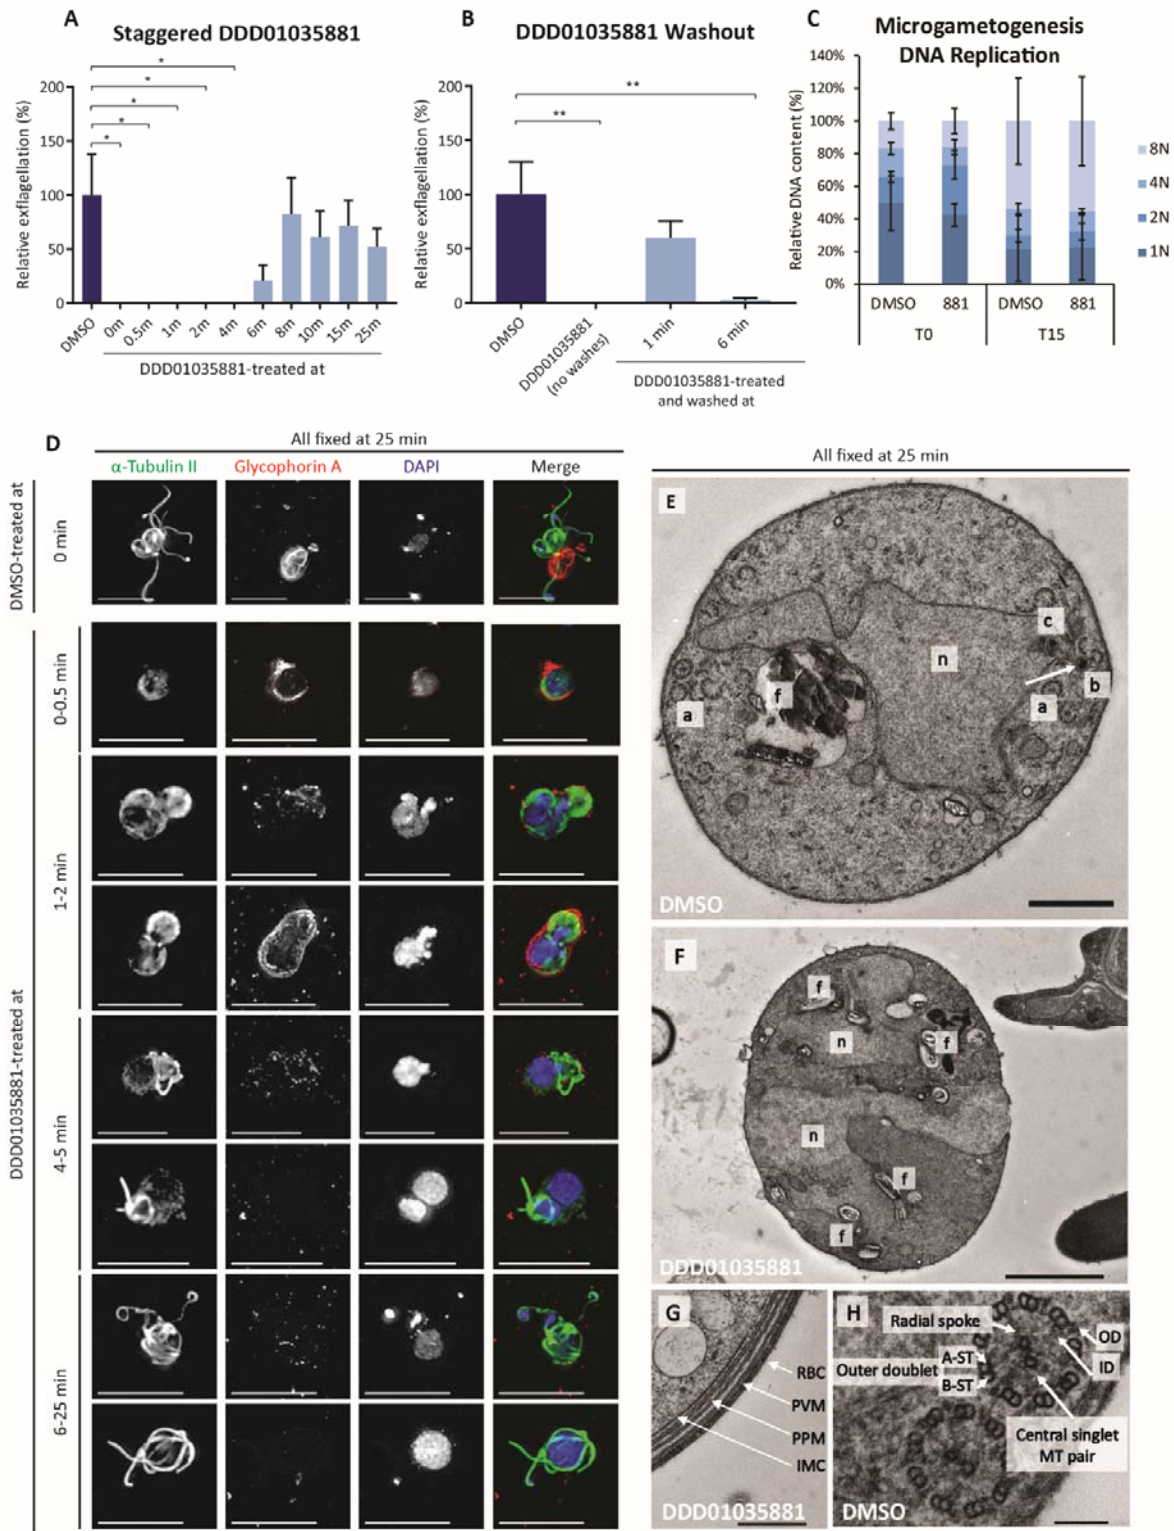 A
Staggered DDD01035881
Relative exflagellation (%)
200
150
100
50
0
*
*
*
*
*
DMSO
0m
0.5m
1m
2m
4m
6m
8m
10m
15m
25m
DDD01035881-treated at
B
DDD01035881 Washout
Relative exflagellation (%)
200
150
100
50
0
**
**
DMSO
DDD01035881
(no washes)
1 min
6 min
DDD01035881-treated
and washed at
C
Microgametogenesis
DNA Replication
Relative DNA content (%)
140%
120%
100%
80%
60%
40%
20%
0%
8N
4N
2N
1N
DMSO
881
DMSO
881
T0
T15
D
All fixed at 25 min
α-Tubulin II
Glycophorin A
DAPI
Merge
DMSO-treated at
0 min
DDD01035881-treated at
0-0.5 min
1-2 min
4-5 min
6-25 min
All fixed at 25 min
E
c
n
f
a
a
b
DMSO
F
f
n
f
n
f
f
DDD01035881
G
RBC
PVM
PPM
IMC
DDD01035881
H
Radial spoke
OD
A-ST
ID
Outer doublet
B-ST
Central singlet
MT pair
DMSO